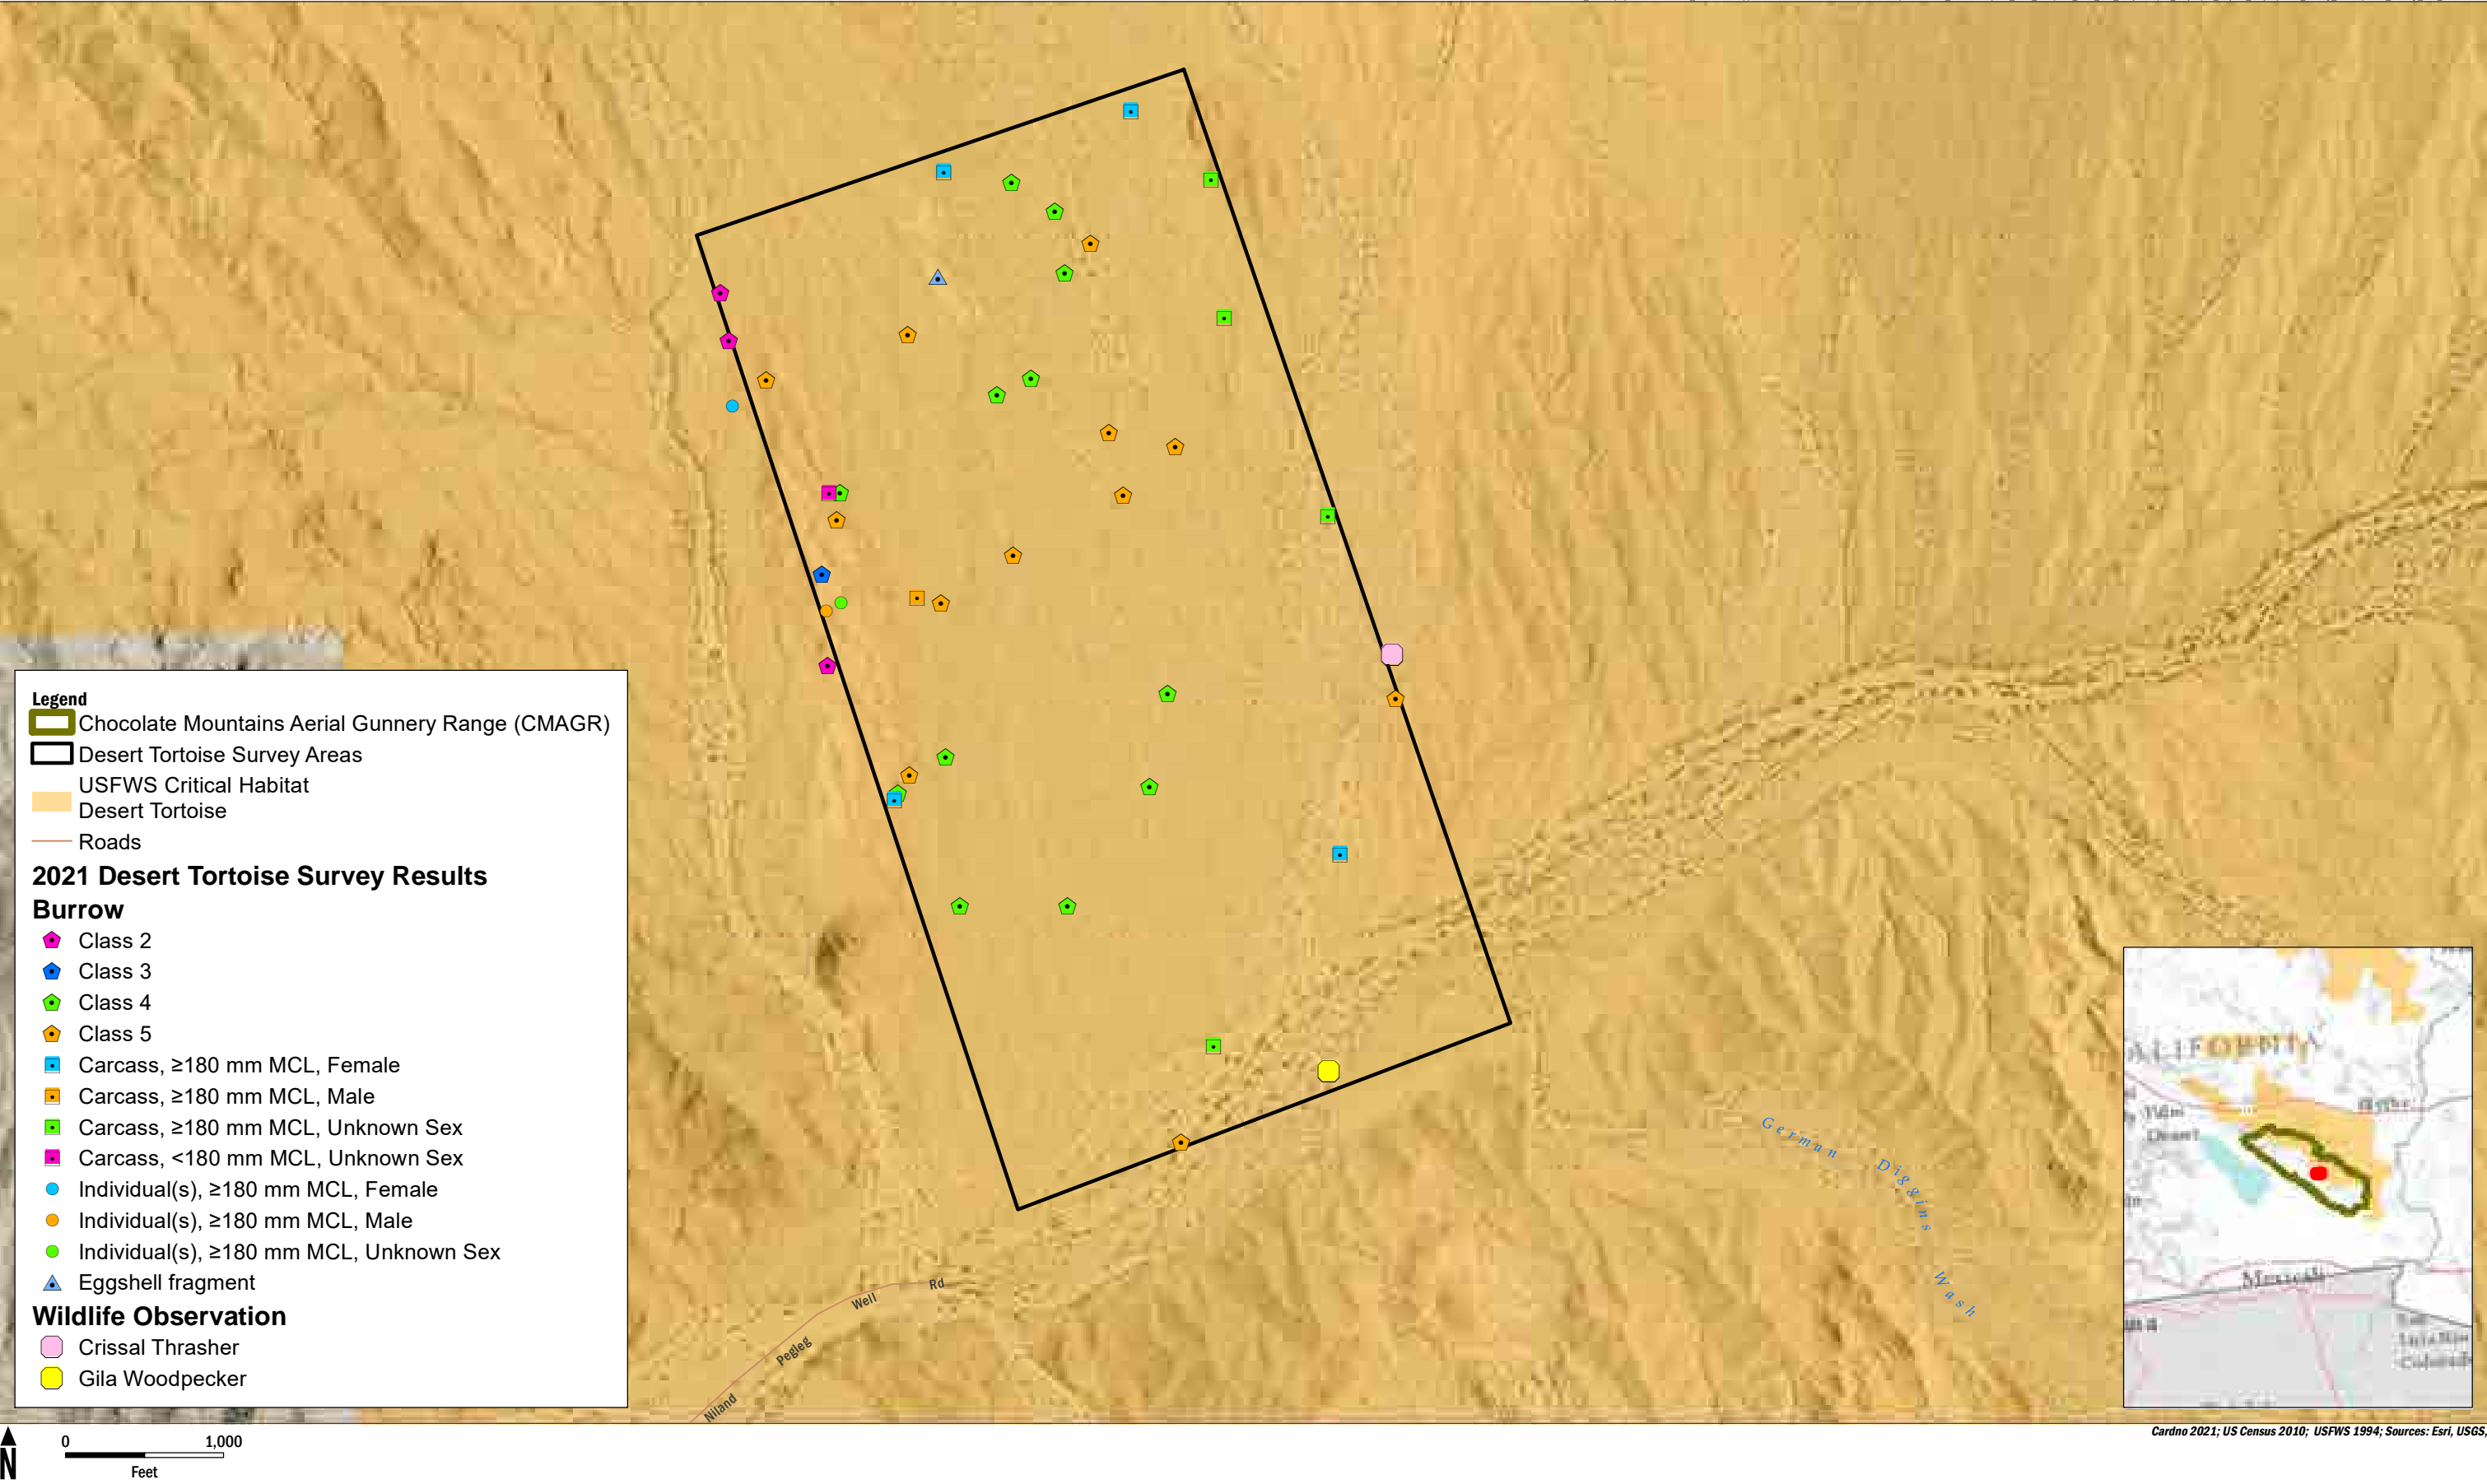 Legend
Chocolate Mountains Aerial Gunnery Range (CMAGR)
Desert Tortoise Survey Areas
USFWS Critical Habitat
Desert Tortoise
Roads
2021 Desert Tortoise Survey Results
Burrow
Class 2
Class 3
Class 4
Class 5
Carcass, ≥180 mm MCL, Female
Carcass, ≥180 mm MCL, Male
Carcass, ≥180 mm MCL, Unknown Sex
Carcass, <180 mm MCL, Unknown Sex
Individual(s), ≥180 mm MCL, Female
Individual(s), ≥180 mm MCL, Male
Individual(s), ≥180 mm MCL, Unknown Sex
Eggshell fragment
Wildlife Observation
Crissal Thrasher
Gila Woodpecker
Niland Pegleg Well Rd
German Diggins Wash
CALIFORNIA
10
Desert
Mexicali
N
0 1,000
Feet
Cardno 2021; US Census 2010; USFWS 1994; Sources: Esri, USGS,